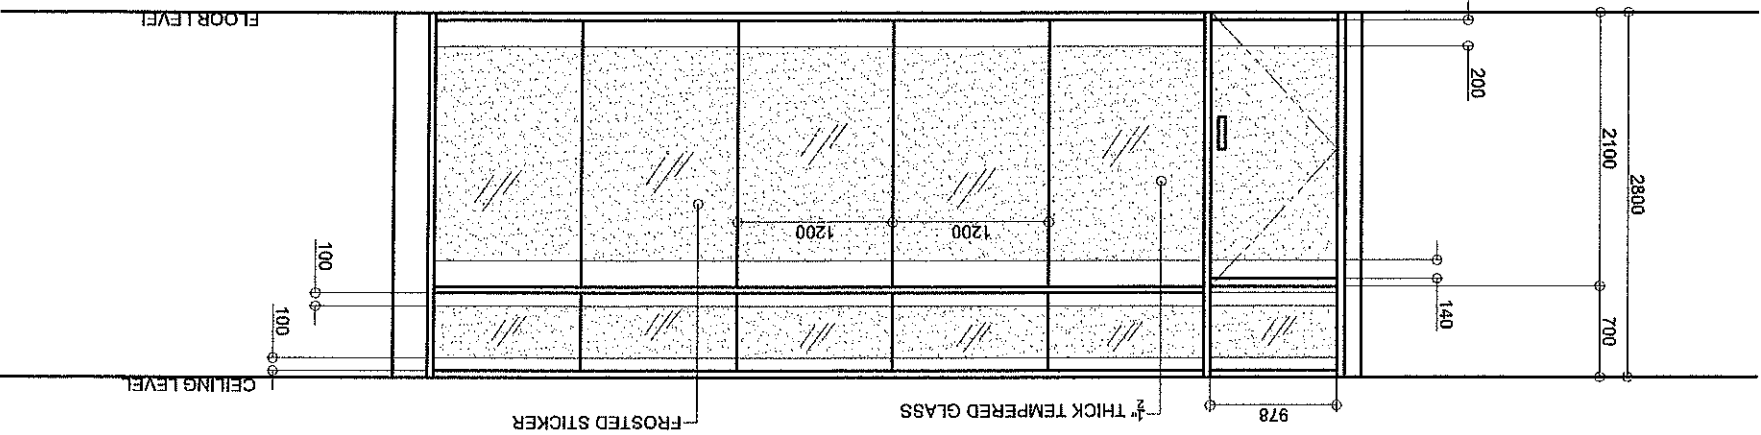 978
½" THICK TEMPERED GLASS
FROSTED STICKER
CEILING LEVEL
700
140
100
100
2800
2100
1200
1200
200
FLOOR LEVEL